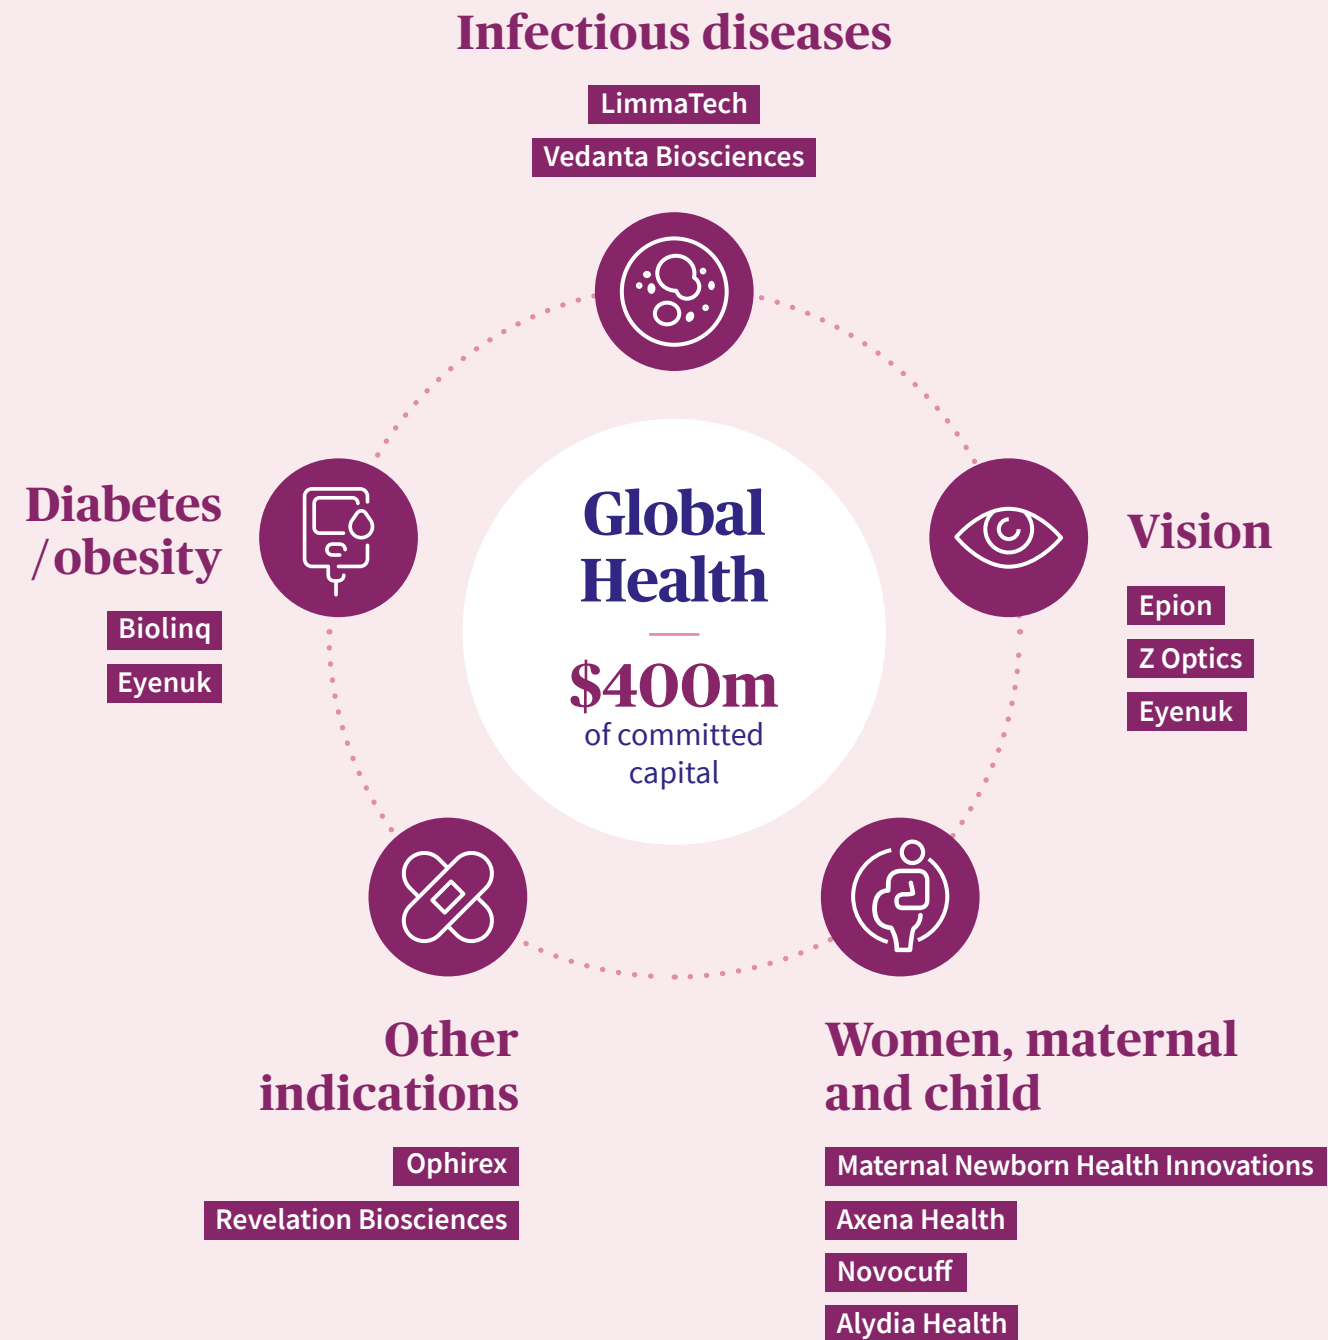 Infectious diseases
LimmaTech
Vedanta Biosciences
Diabetes
/obesity
Biolinq
Eyenuk
Global
Health
$400m
of committed
capital
Vision
Epion
Z Optics
Eyenuk
Other
indications
Ophirex
Revelation Biosciences
Women, maternal
and child
Maternal Newborn Health Innovations
Axena Health
Novocuff
Alydia Health